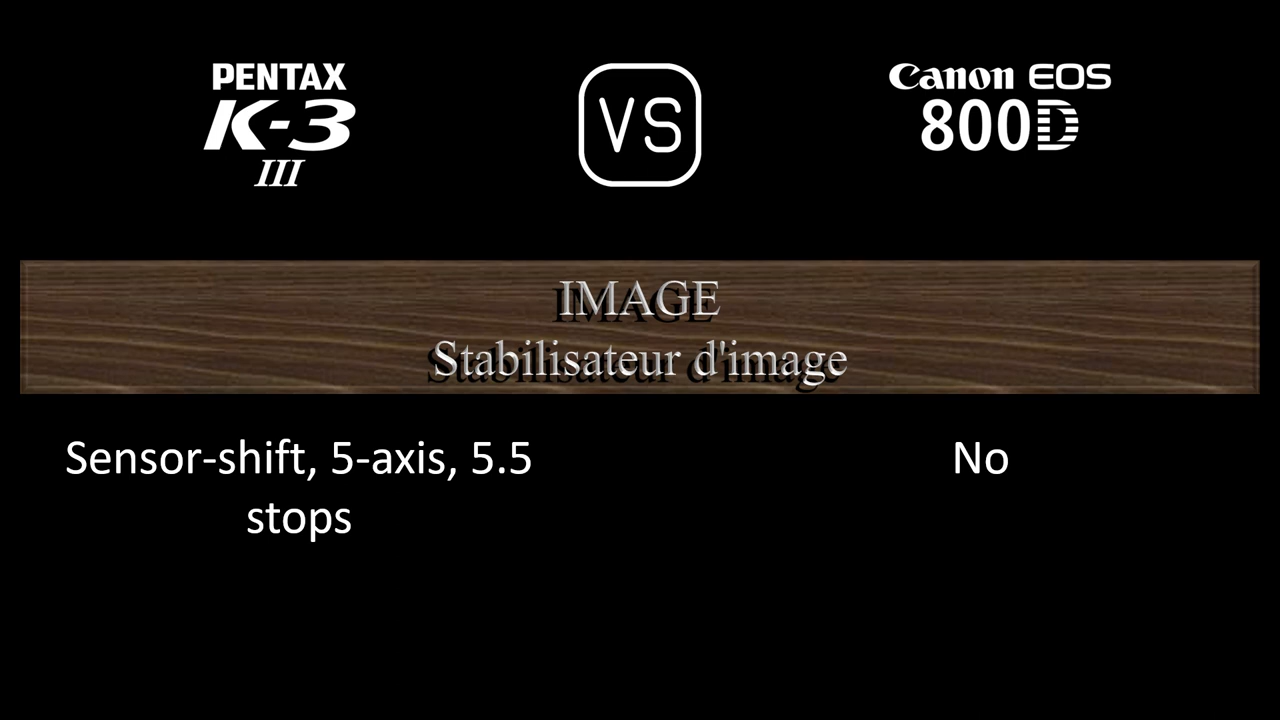 PENTAX
K-3
III
VS
Canon EOS
800D
IMAGE
Stabilisateur d'image
Sensor-shift, 5-axis, 5.5
stops
No